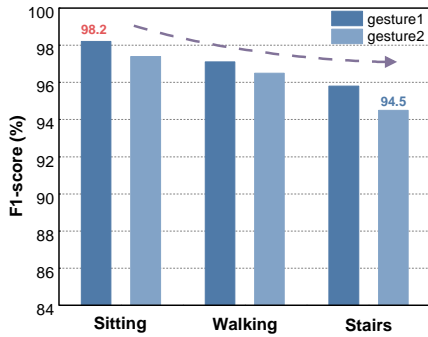 100
98
96
94
92
90
88
86
84
F1-score (%)
gesture1
gesture2
98.2
94.5
Sitting
Walking
Stairs